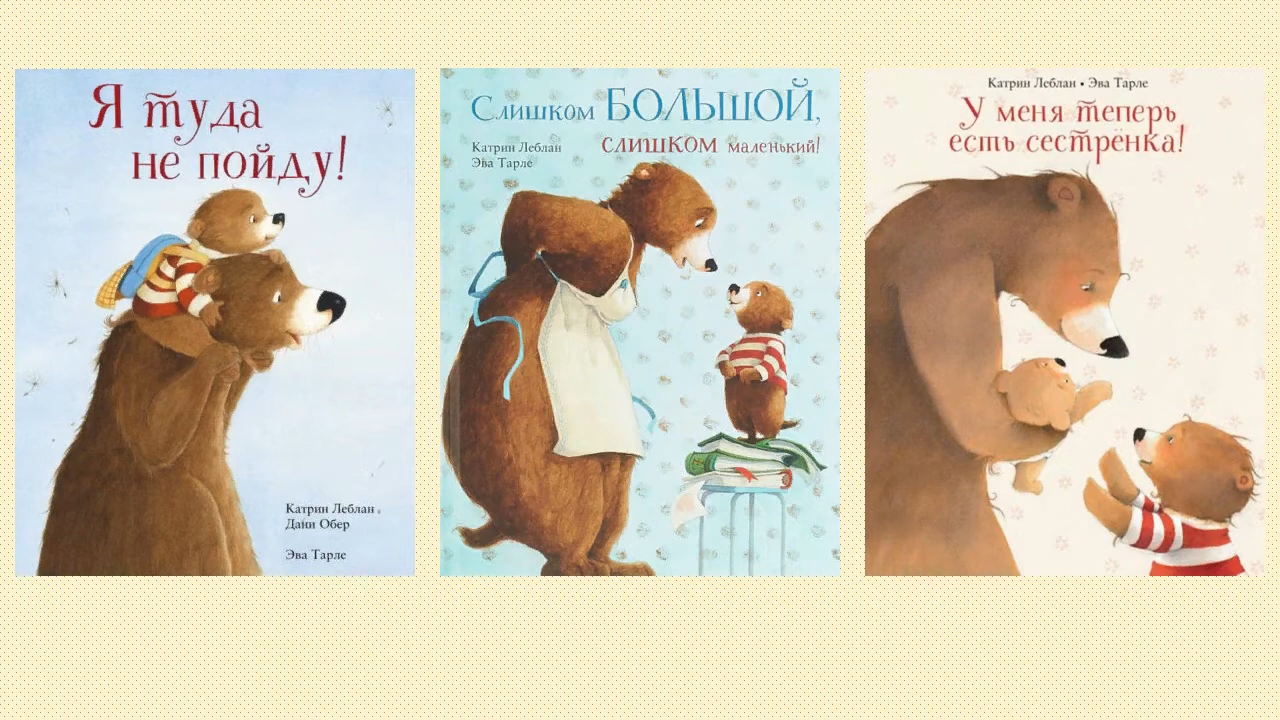 Я туда
не пойду!
Катрин Леблан
Дани Обер
Эва Тарле
Слишком БОЛЬШОЙ,
слишком маленький!
Катрин Леблан
Эва Тарле
Катрин Леблан • Эва Тарле
У меня теперь
есть сестрёнка!